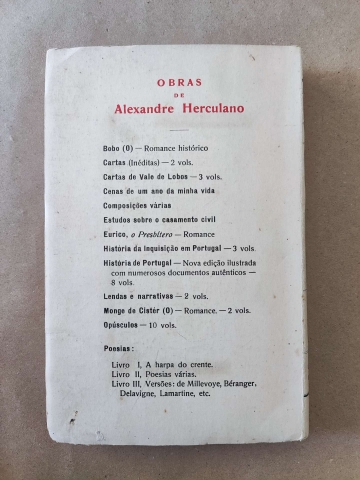 OBRAS
DE
Alexandre Herculano
Bobo (O) — Romance histórico
Cartas (Inéditas) — 2 vols.
Cartas de Vale de Lobos — 3 vols.
Cenas de um ano da minha vida
Composições várias
Estudos sobre o casamento civil
Eurico, o Presbítero — Romance
História da Inquisição em Portugal — 3 vols.
História de Portugal — Nova edição ilustrada
com numerosos documentos autênticos —
8 vols.
Lendas e narrativas — 2 vols.
Monge de Cistér (O) — Romance. — 2 vols.
Opúsculos — 10 vols.
Poesias:
Livro I, A harpa do crente.
Livro II, Poesias várias.
Livro III, Versões: de Millevoye, Béranger,
Delavigne, Lamartine, etc.